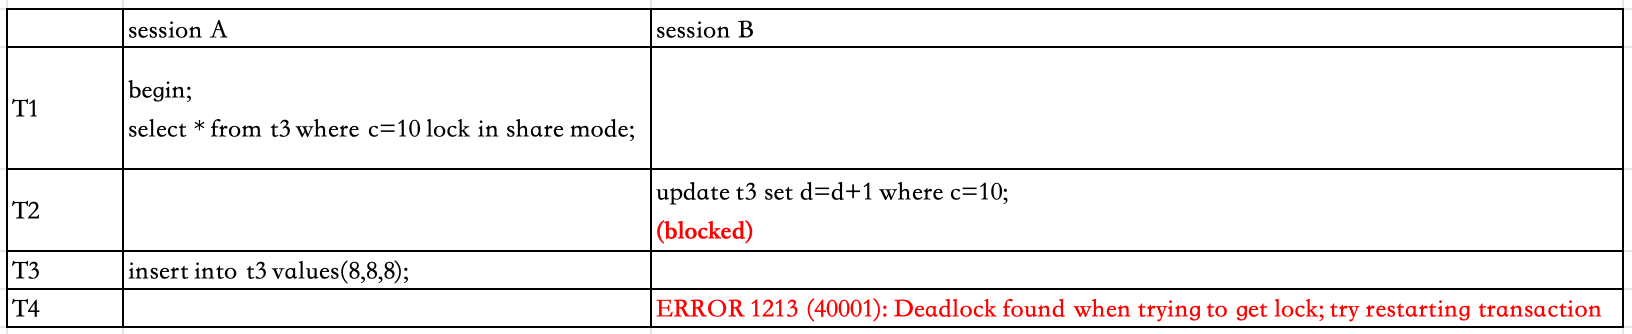 session A
session B
T1
begin;
select * from t3 where c=10 lock in share mode;
T2
update t3 set d=d+1 where c=10;
(blocked)
T3
insert into t3 values(8,8,8);
T4
ERROR 1213 (40001): Deadlock found when trying to get lock; try restarting transaction